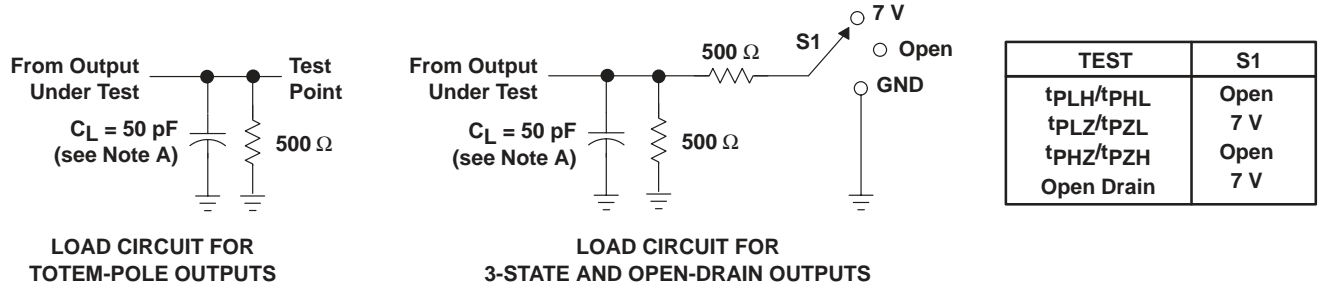 From Output
Under Test
Test
Point
CL = 50 pF
(see Note A)
500 Ω
LOAD CIRCUIT FOR
TOTEM-POLE OUTPUTS
From Output
Under Test
CL = 50 pF
(see Note A)
500 Ω
500 Ω
S1
7 V
Open
GND
LOAD CIRCUIT FOR
3-STATE AND OPEN-DRAIN OUTPUTS
TEST S1
tPLH/tPHL Open
tPLZ/tPZL 7 V
tPHZ/tPZH Open
Open Drain 7 V